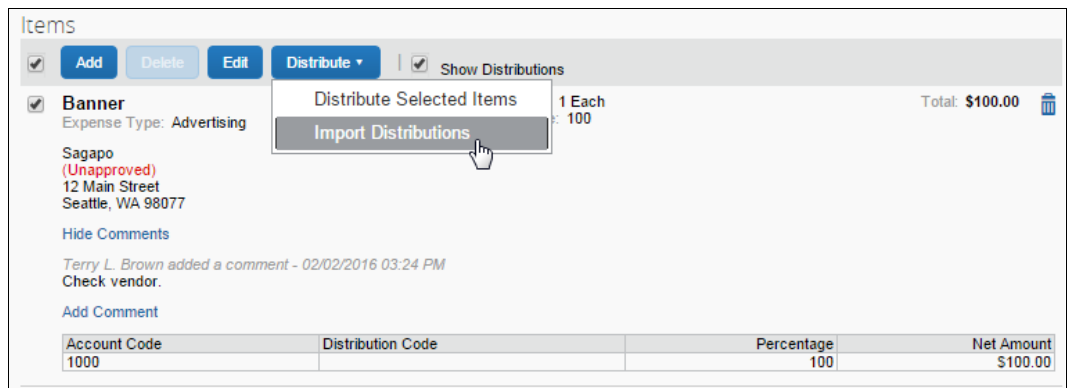 Items
Add Delete Edit Distribute Show Distributions
Distribute Selected Items
Import Distributions
Banner 1 Each Total: $100.00
Expense Type: Advertising : 100
Sagapo
(Unapproved)
12 Main Street
Seattle, WA 98077
Hide Comments
Terry L. Brown added a comment - 02/02/2016 03:24 PM
Check vendor.
Add Comment
Account Code Distribution Code Percentage Net Amount
1000 100 $100.00